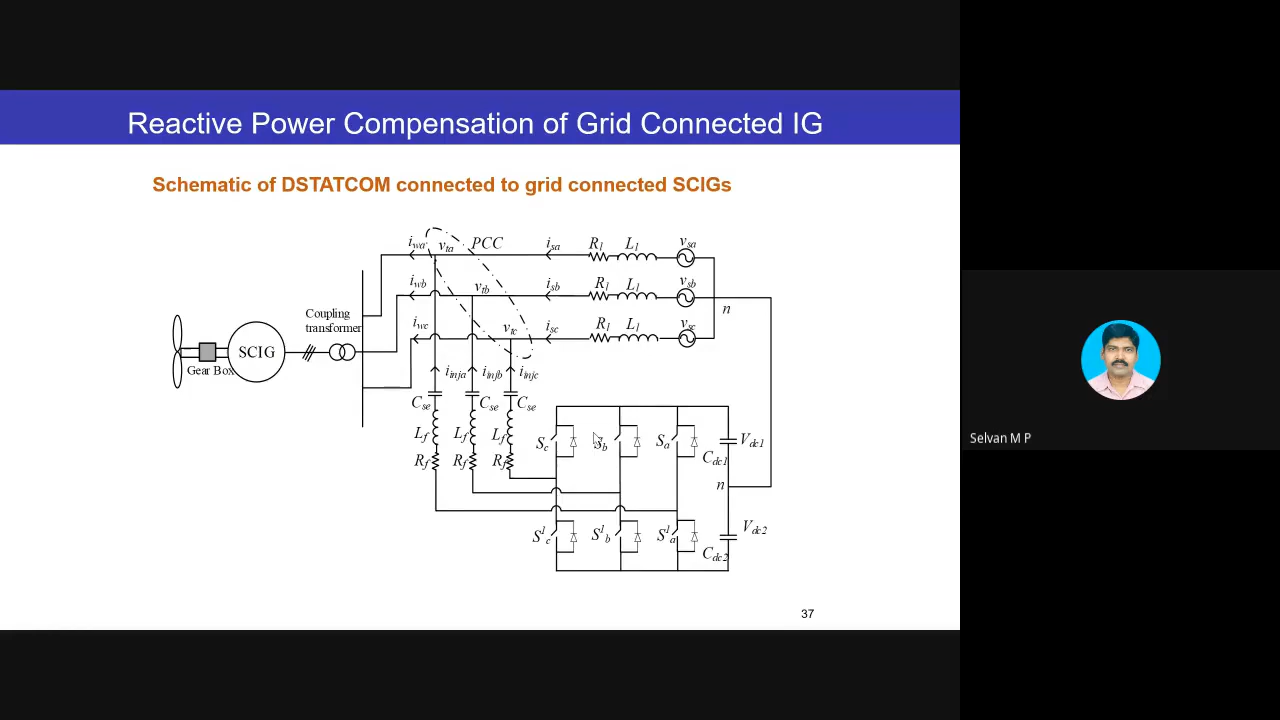 Reactive Power Compensation of Grid Connected IG
Schematic of DSTATCOM connected to grid connected SCIGs
i_wa v_ta PCC i_sa R_l L_l v_sa
i_wb v_tb i_sb R_l L_l v_sb
n
Coupling
transformer
i_wc v_tc i_sc R_l L_l v_sc
SCIG
Gear Box
i_inja i_injb i_injc
Selvan M P
C_se C_se C_se
L_f L_f L_f
S_c S_b S_a V_dc1
R_f R_f R_f
C_dc1
n
S^1_c S^1_b S^1_a V_dc2
C_dc2
37